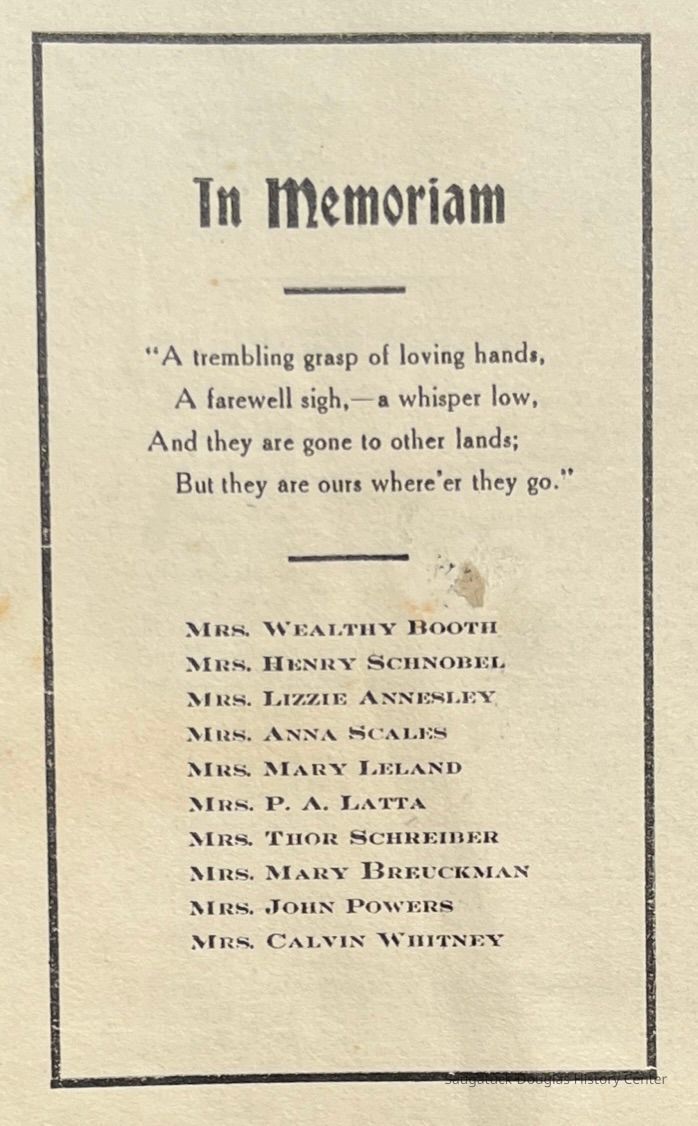 In Memoriam
“A trembling grasp of loving hands,
A farewell sigh,—a whisper low,
And they are gone to other lands;
But they are ours where'er they go.”
MRS. WEALTHY BOOTH
MRS. HENRY SCHNOBEL
MRS. LIZZIE ANNESLEY
MRS. ANNA SCALES
MRS. MARY LELAND
MRS. P. A. LATTA
MRS. THOR SCHREIBER
MRS. MARY BREUCKMAN
MRS. JOHN POWERS
MRS. CALVIN WHITNEY
Saugatuck-Douglas History Center